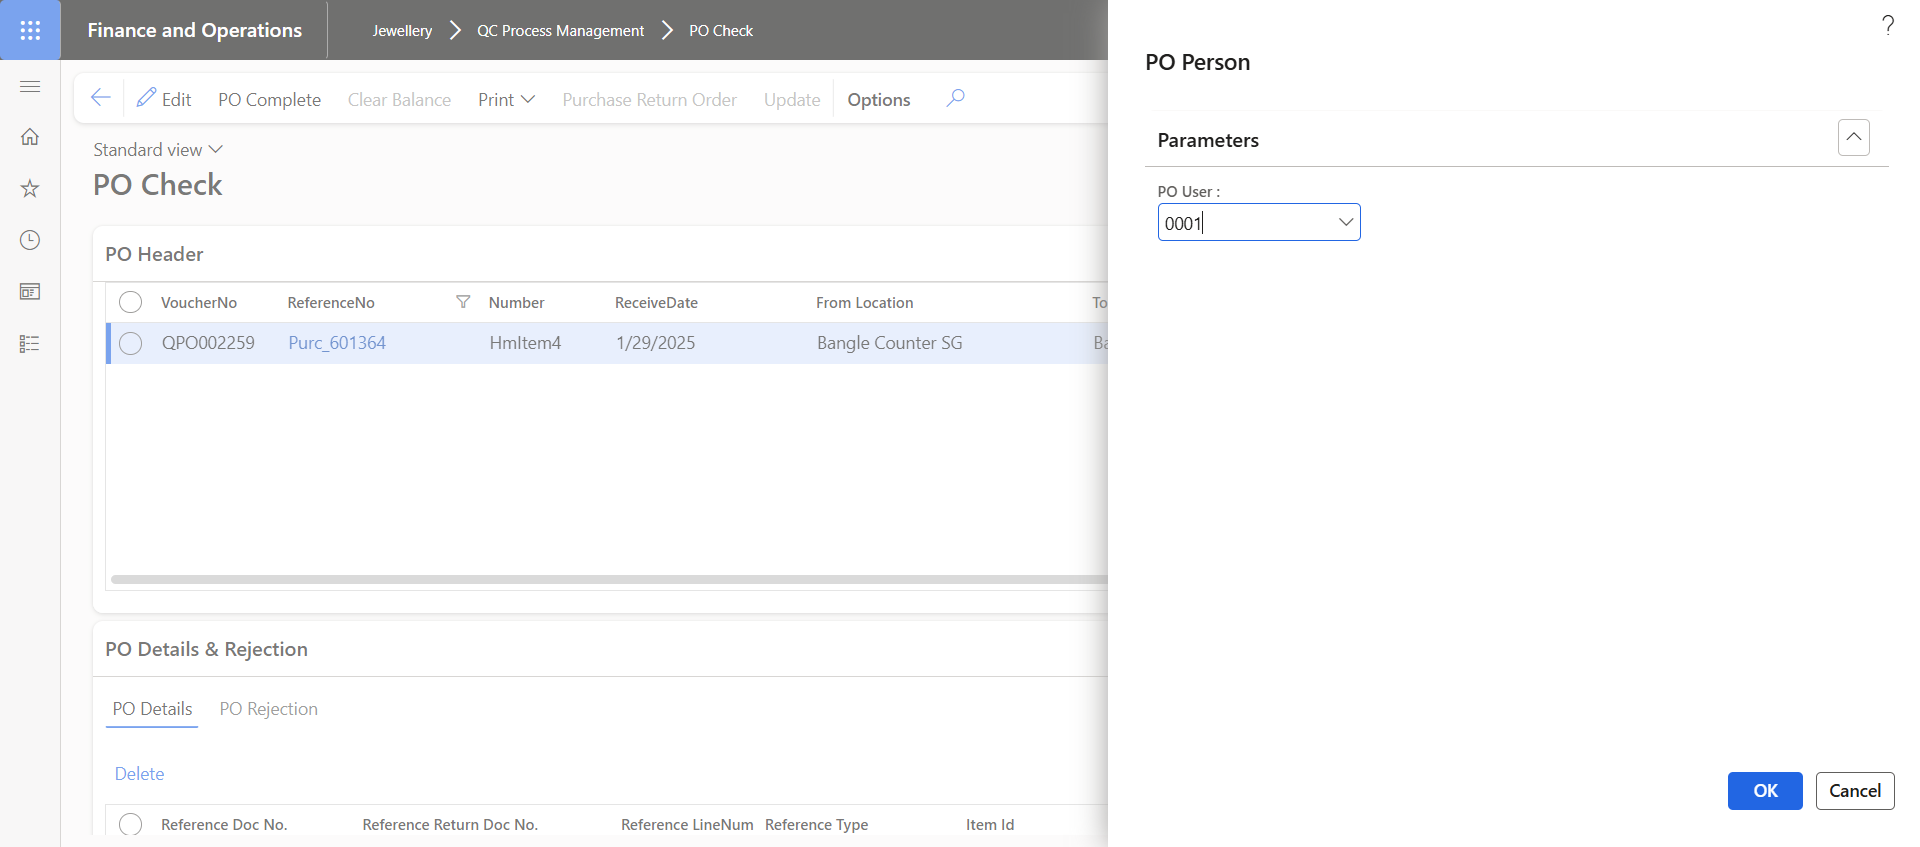 Finance and Operations
Jewellery
QC Process Management
PO Check
Edit
PO Complete
Clear Balance
Print
Purchase Return Order
Update
Options
Standard view
PO Check
PO Header
VoucherNo ReferenceNo Number ReceiveDate From Location To
QPO002259 Purc_601364 HmItem4 1/29/2025 Bangle Counter SG Ba
PO Details & Rejection
PO Details PO Rejection
Delete
Reference Doc No. Reference Return Doc No. Reference LineNum Reference Type Item Id
?
PO Person
Parameters
PO User :
0001
OK
Cancel